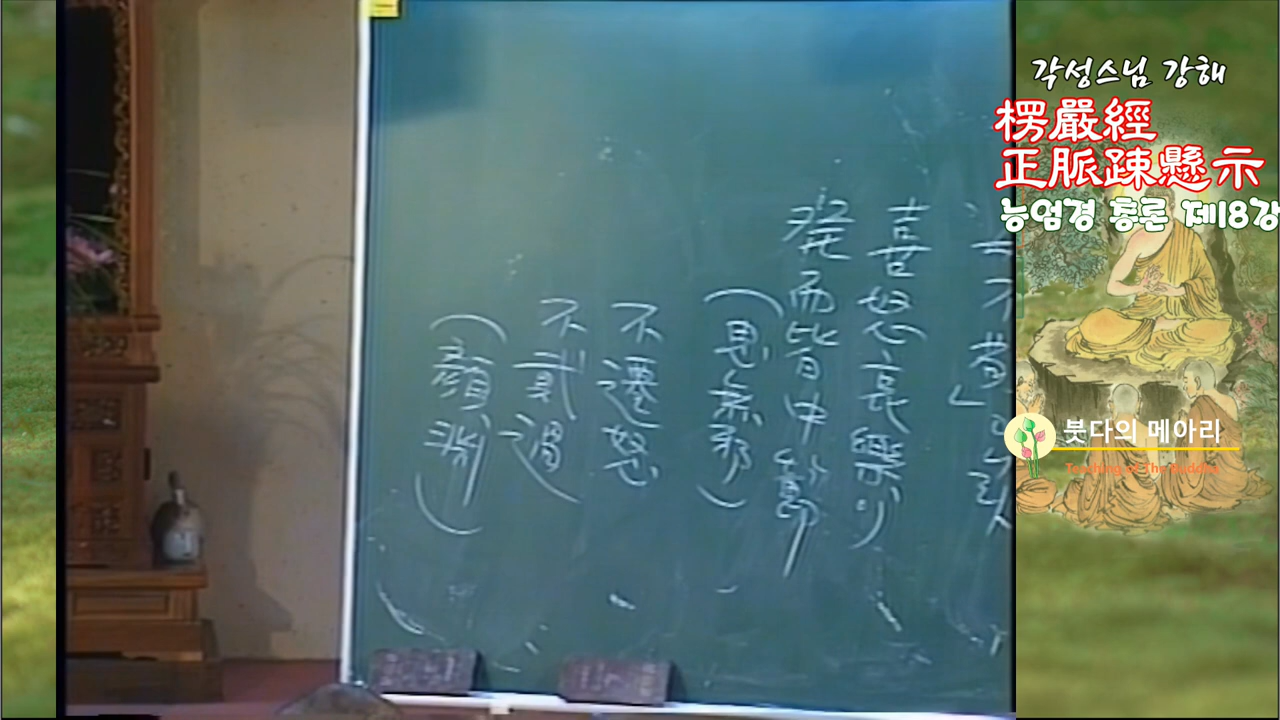 각성스님 강해
楞嚴經
正脈疎懸示
능엄경 총론 제18강
붓다의 메아리
Teaching of The Buddha
喜怒哀樂
發而皆中節
(思無邪)
不遷怒
不貳過
(顔淵)